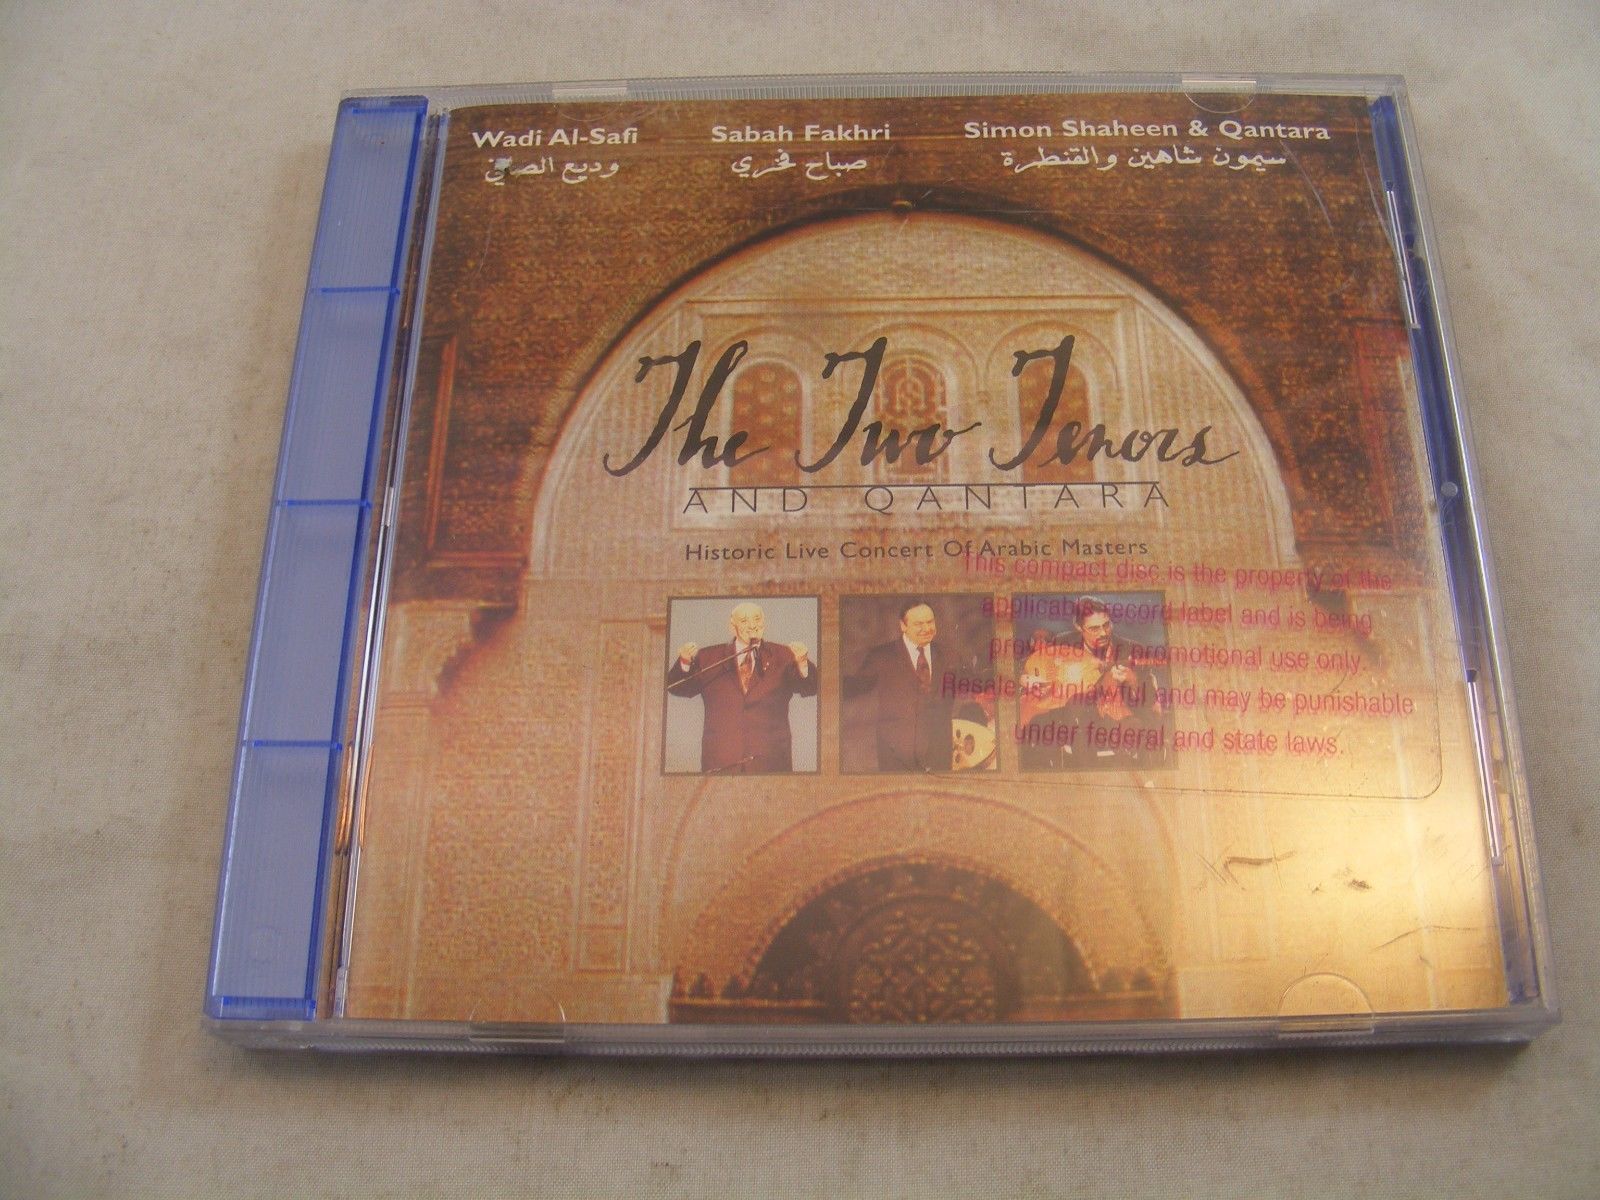 Wadi Al-Safi
Sabah Fakhri
Simon Shaheen & Qantara
وديع الصافي
صباح فخري
سيمون شاهين والقنطرة
The Two Tenors
AND QANTARA
Historic Live Concert Of Arabic Masters
This compact disc is the property of the
applicable record label and is being
provided for promotional use only.
Resale is unlawful and may be punishable
under federal and state laws.